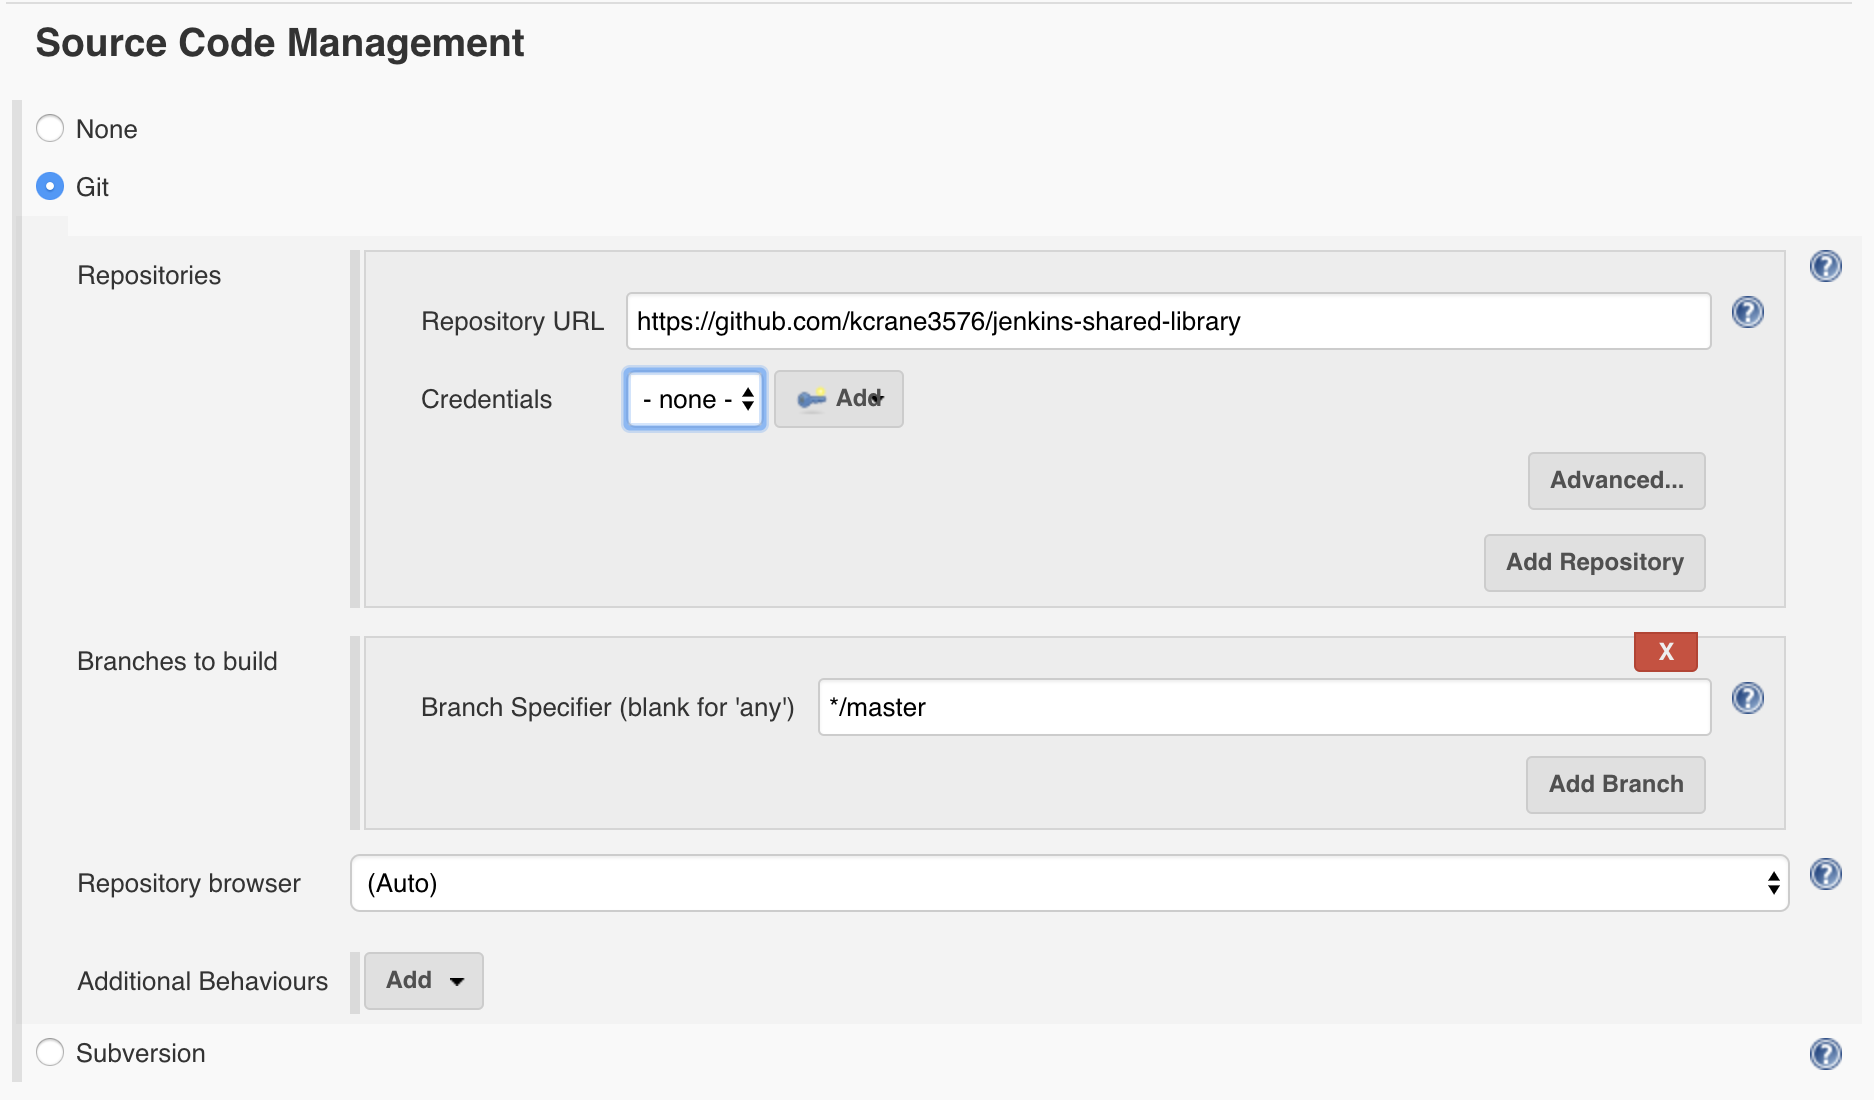 Source Code Management
None
Git
Repositories
Repository URL https://github.com/kcrane3576/jenkins-shared-library
Credentials - none - Add
Advanced...
Add Repository
Branches to build
X
Branch Specifier (blank for 'any') */master
Add Branch
Repository browser (Auto)
Additional Behaviours Add
Subversion